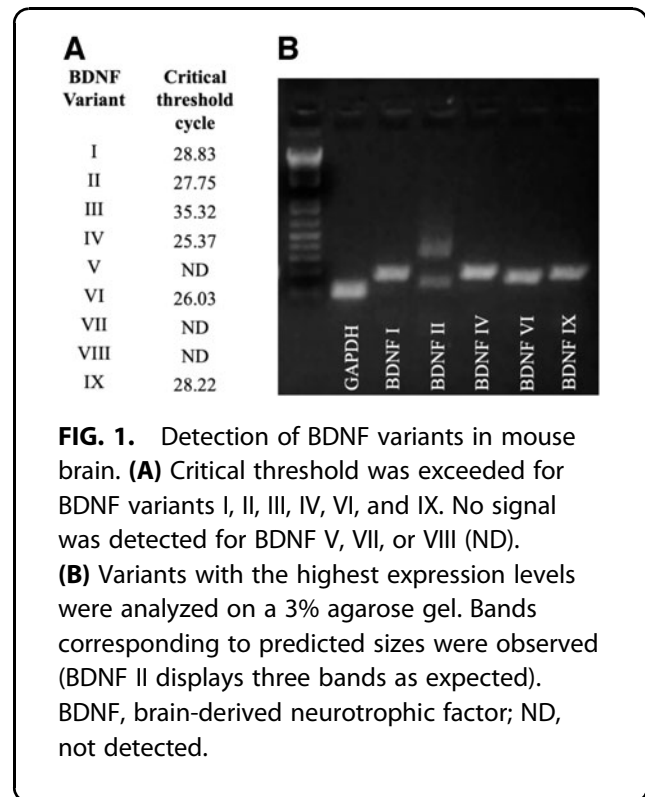 A
BDNF Variant
Critical threshold cycle
I 28.83
II 27.75
III 35.32
IV 25.37
V ND
VI 26.03
VII ND
VIII ND
IX 28.22
B
GAPDH
BDNF I
BDNF II
BDNF IV
BDNF VI
BDNF IX
FIG. 1. Detection of BDNF variants in mouse
brain. (A) Critical threshold was exceeded for
BDNF variants I, II, III, IV, VI, and IX. No signal
was detected for BDNF V, VII, or VIII (ND).
(B) Variants with the highest expression levels
were analyzed on a 3% agarose gel. Bands
corresponding to predicted sizes were observed
(BDNF II displays three bands as expected).
BDNF, brain-derived neurotrophic factor; ND,
not detected.